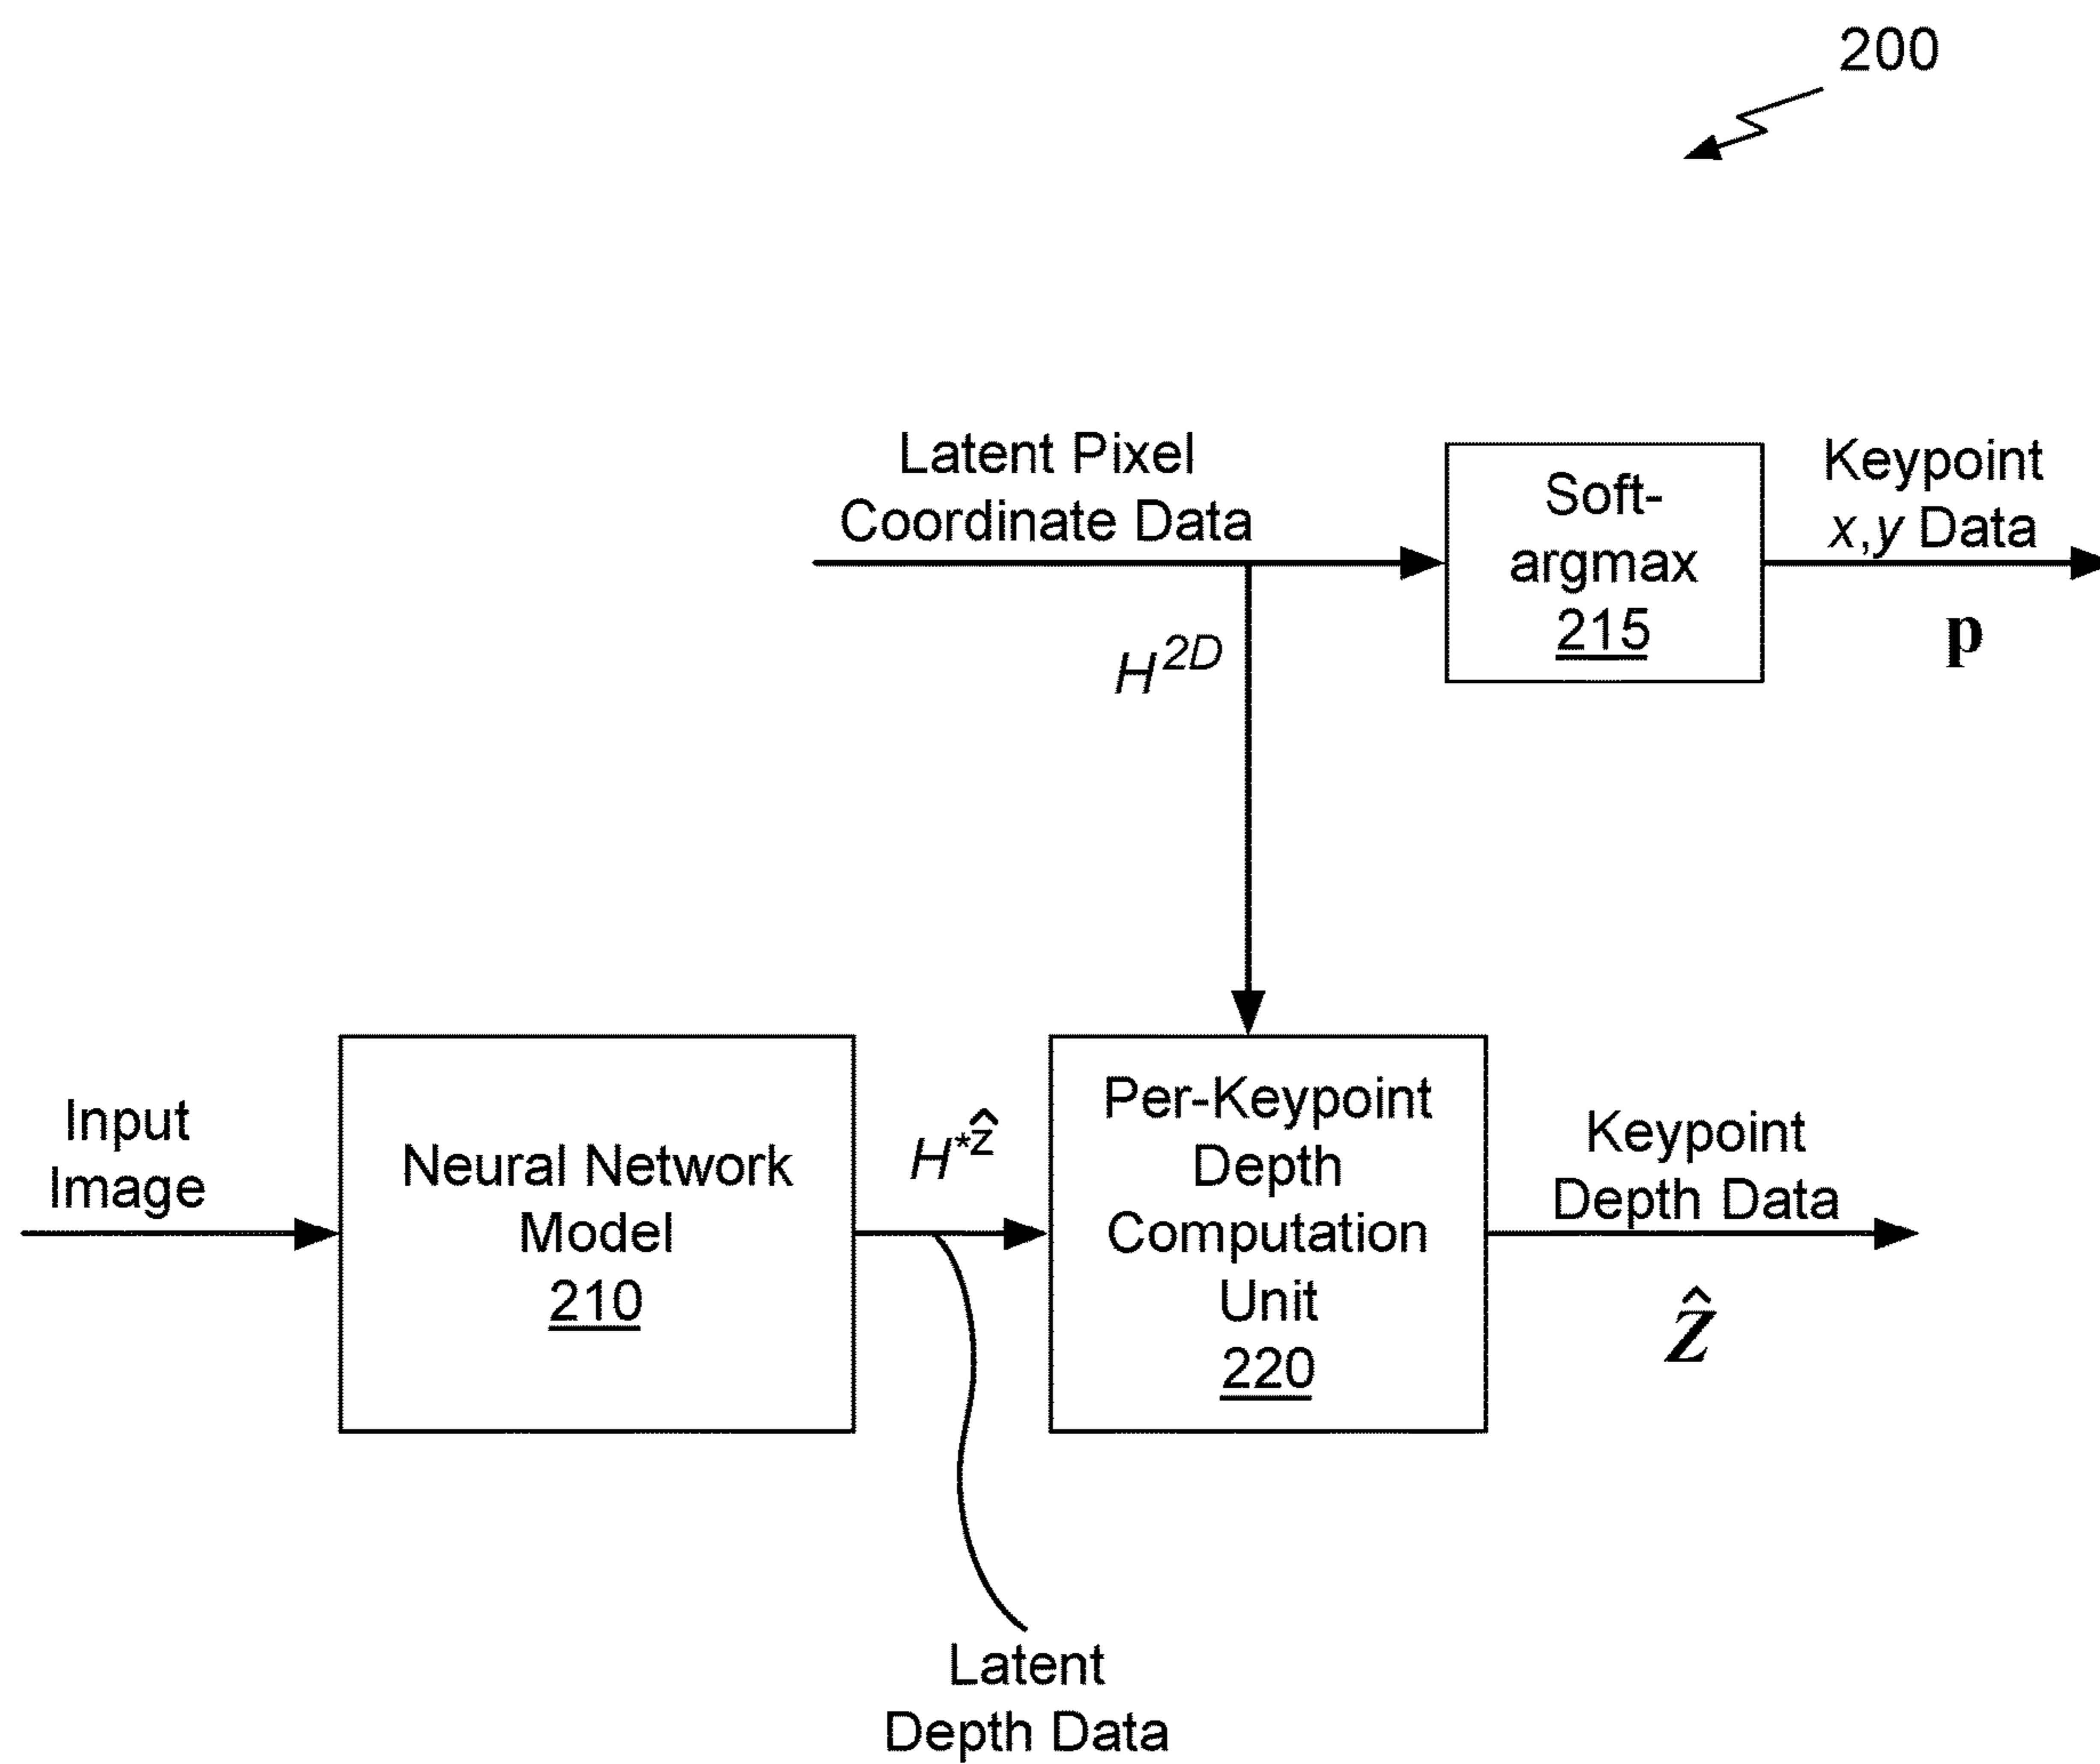 200
Latent Pixel
Coordinate Data
Soft-
argmax
215
Keypoint
x,y Data
p
H^2D
Input
Image
Neural Network
Model
210
H^*ẑ
Per-Keypoint
Depth
Computation
Unit
220
Keypoint
Depth Data
Ẑ
Latent
Depth Data